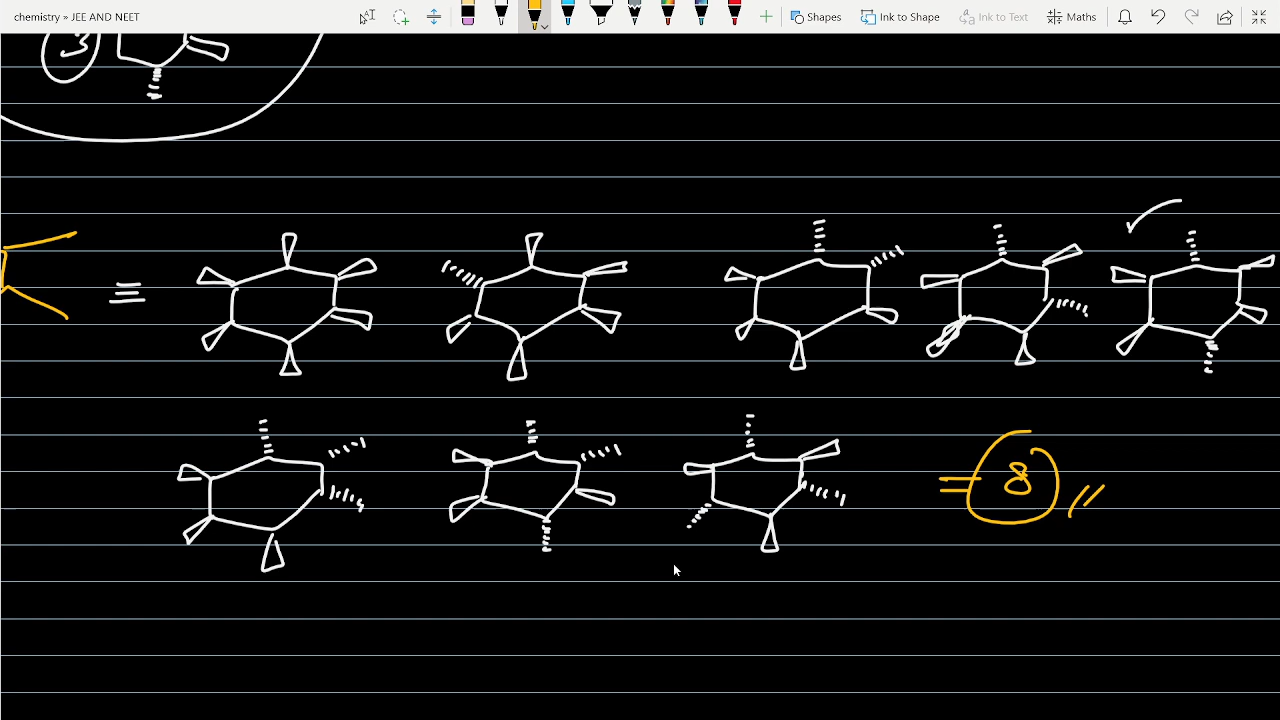 chemistry » JEE AND NEET
Shapes
Ink to Shape
Ink to Text
Maths
3
≡
= 8 //